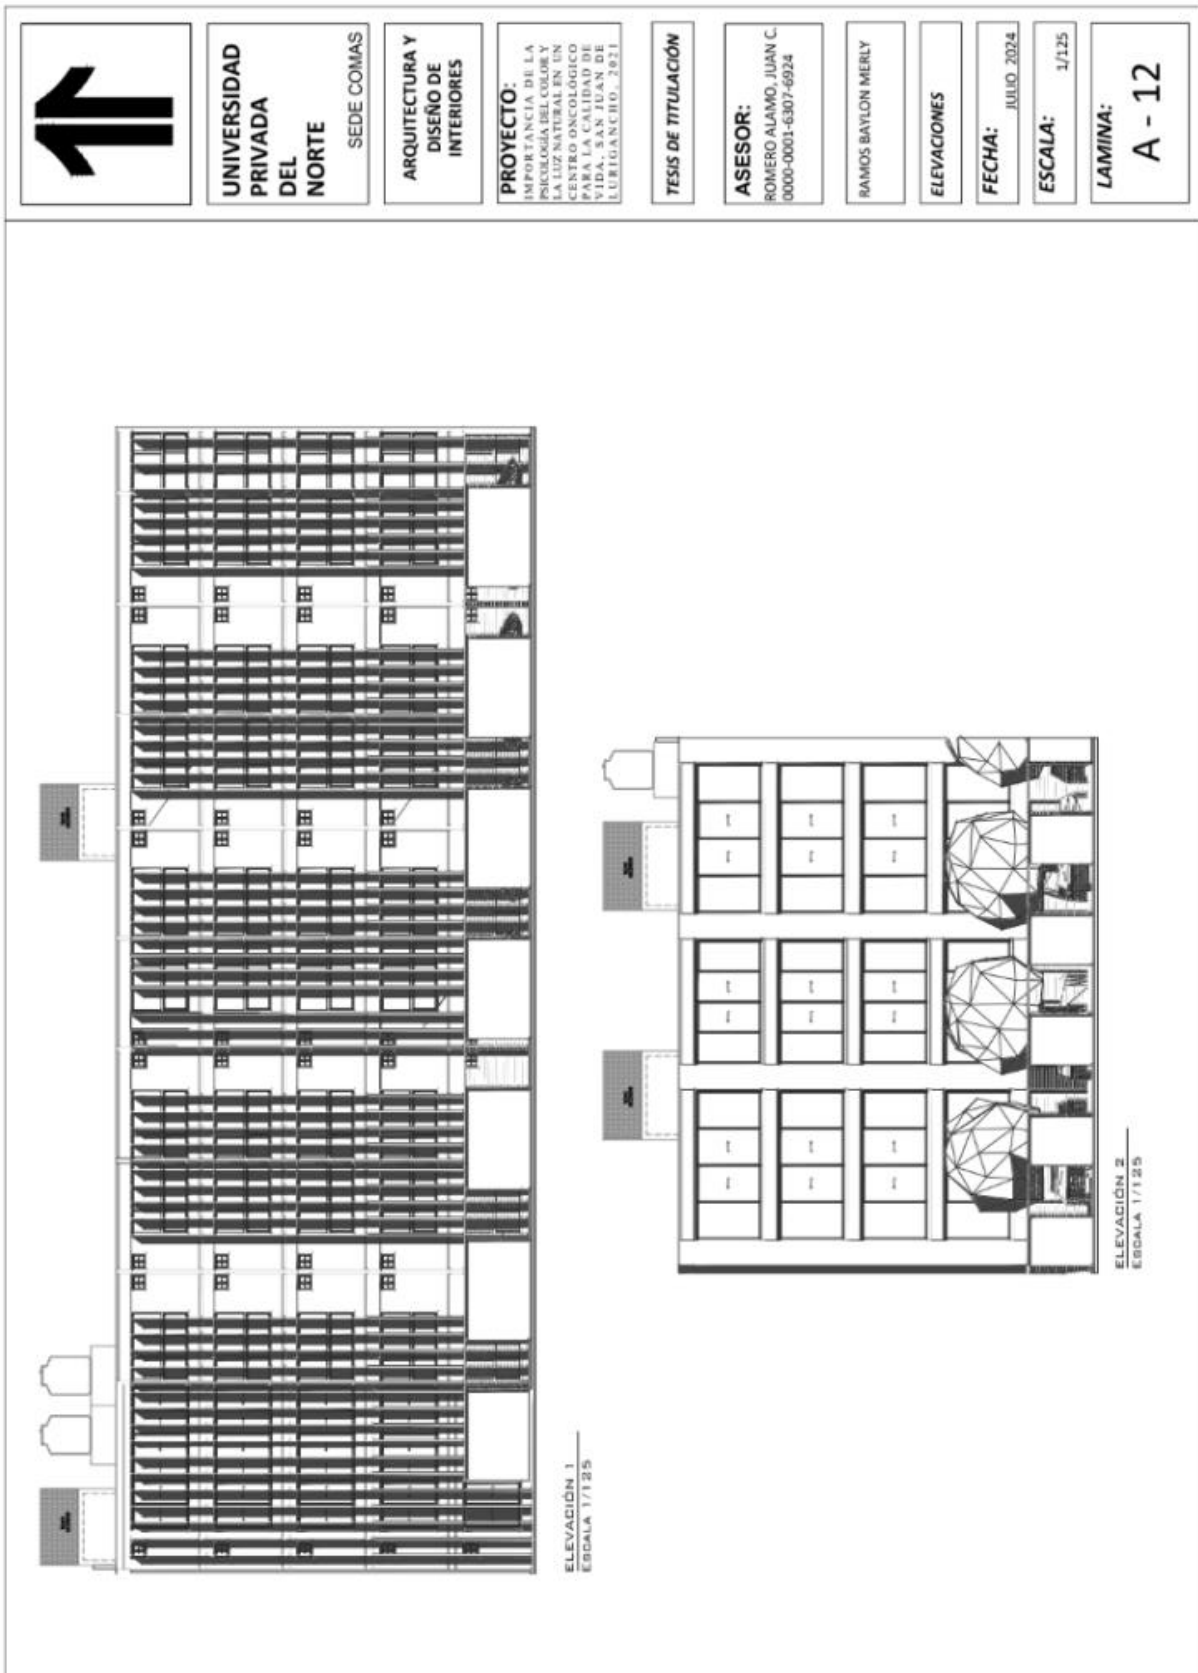 UNIVERSIDAD
PRIVADA
DEL
NORTE
SEDE COMAS
ARQUITECTURA Y
DISEÑO DE
INTERIORES
PROYECTO:
IMPORTANCIA DE LA
PSICOLOGÍA DEL COLOR Y
LA LUZ NATURAL EN UN
CENTRO ONCOLÓGICO
PARA LA CALIDAD DE
VIDA, SAN JUAN DE
LURIGANCHO, 2021
TESIS DE TITULACIÓN
ASESOR:
ROMERO ALAMO, JUAN C.
0000-0001-6307-6924
RAMOS BAYLON MERLY
ELEVACIONES
FECHA:
JULIO 2024
ESCALA:
1/125
LAMINA:
A - 12
ELEVACIÓN 1
ESCALA 1/125
ELEVACIÓN 2
ESCALA 1/125